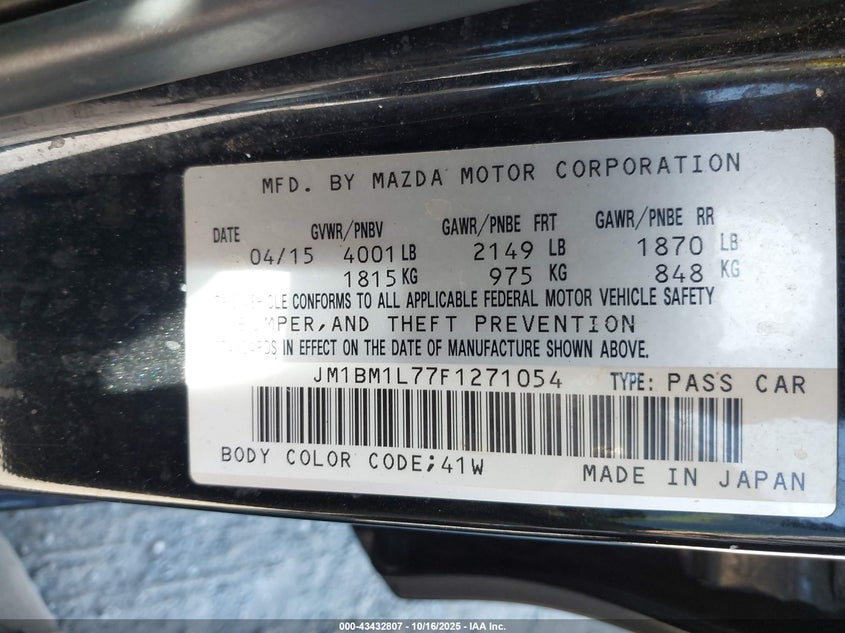 MFD. BY MAZDA MOTOR CORPORATION
DATE GVWR/PNBV GAWR/PNBE FRT GAWR/PNBE RR
04/15 4001 LB 2149 LB 1870 LB
1815 KG 975 KG 848 KG
CONFORMS TO ALL APPLICABLE FEDERAL MOTOR VEHICLE SAFETY
AND THEFT PREVENTION
IN EFFECT ON THE DATE OF MANUFACTURE SHOWN ABOVE.
JM1BM1L77F1271054 TYPE: PASS CAR
BODY COLOR CODE;41W MADE IN JAPAN
000-43432807 - 10/16/2025 - IAA Inc.